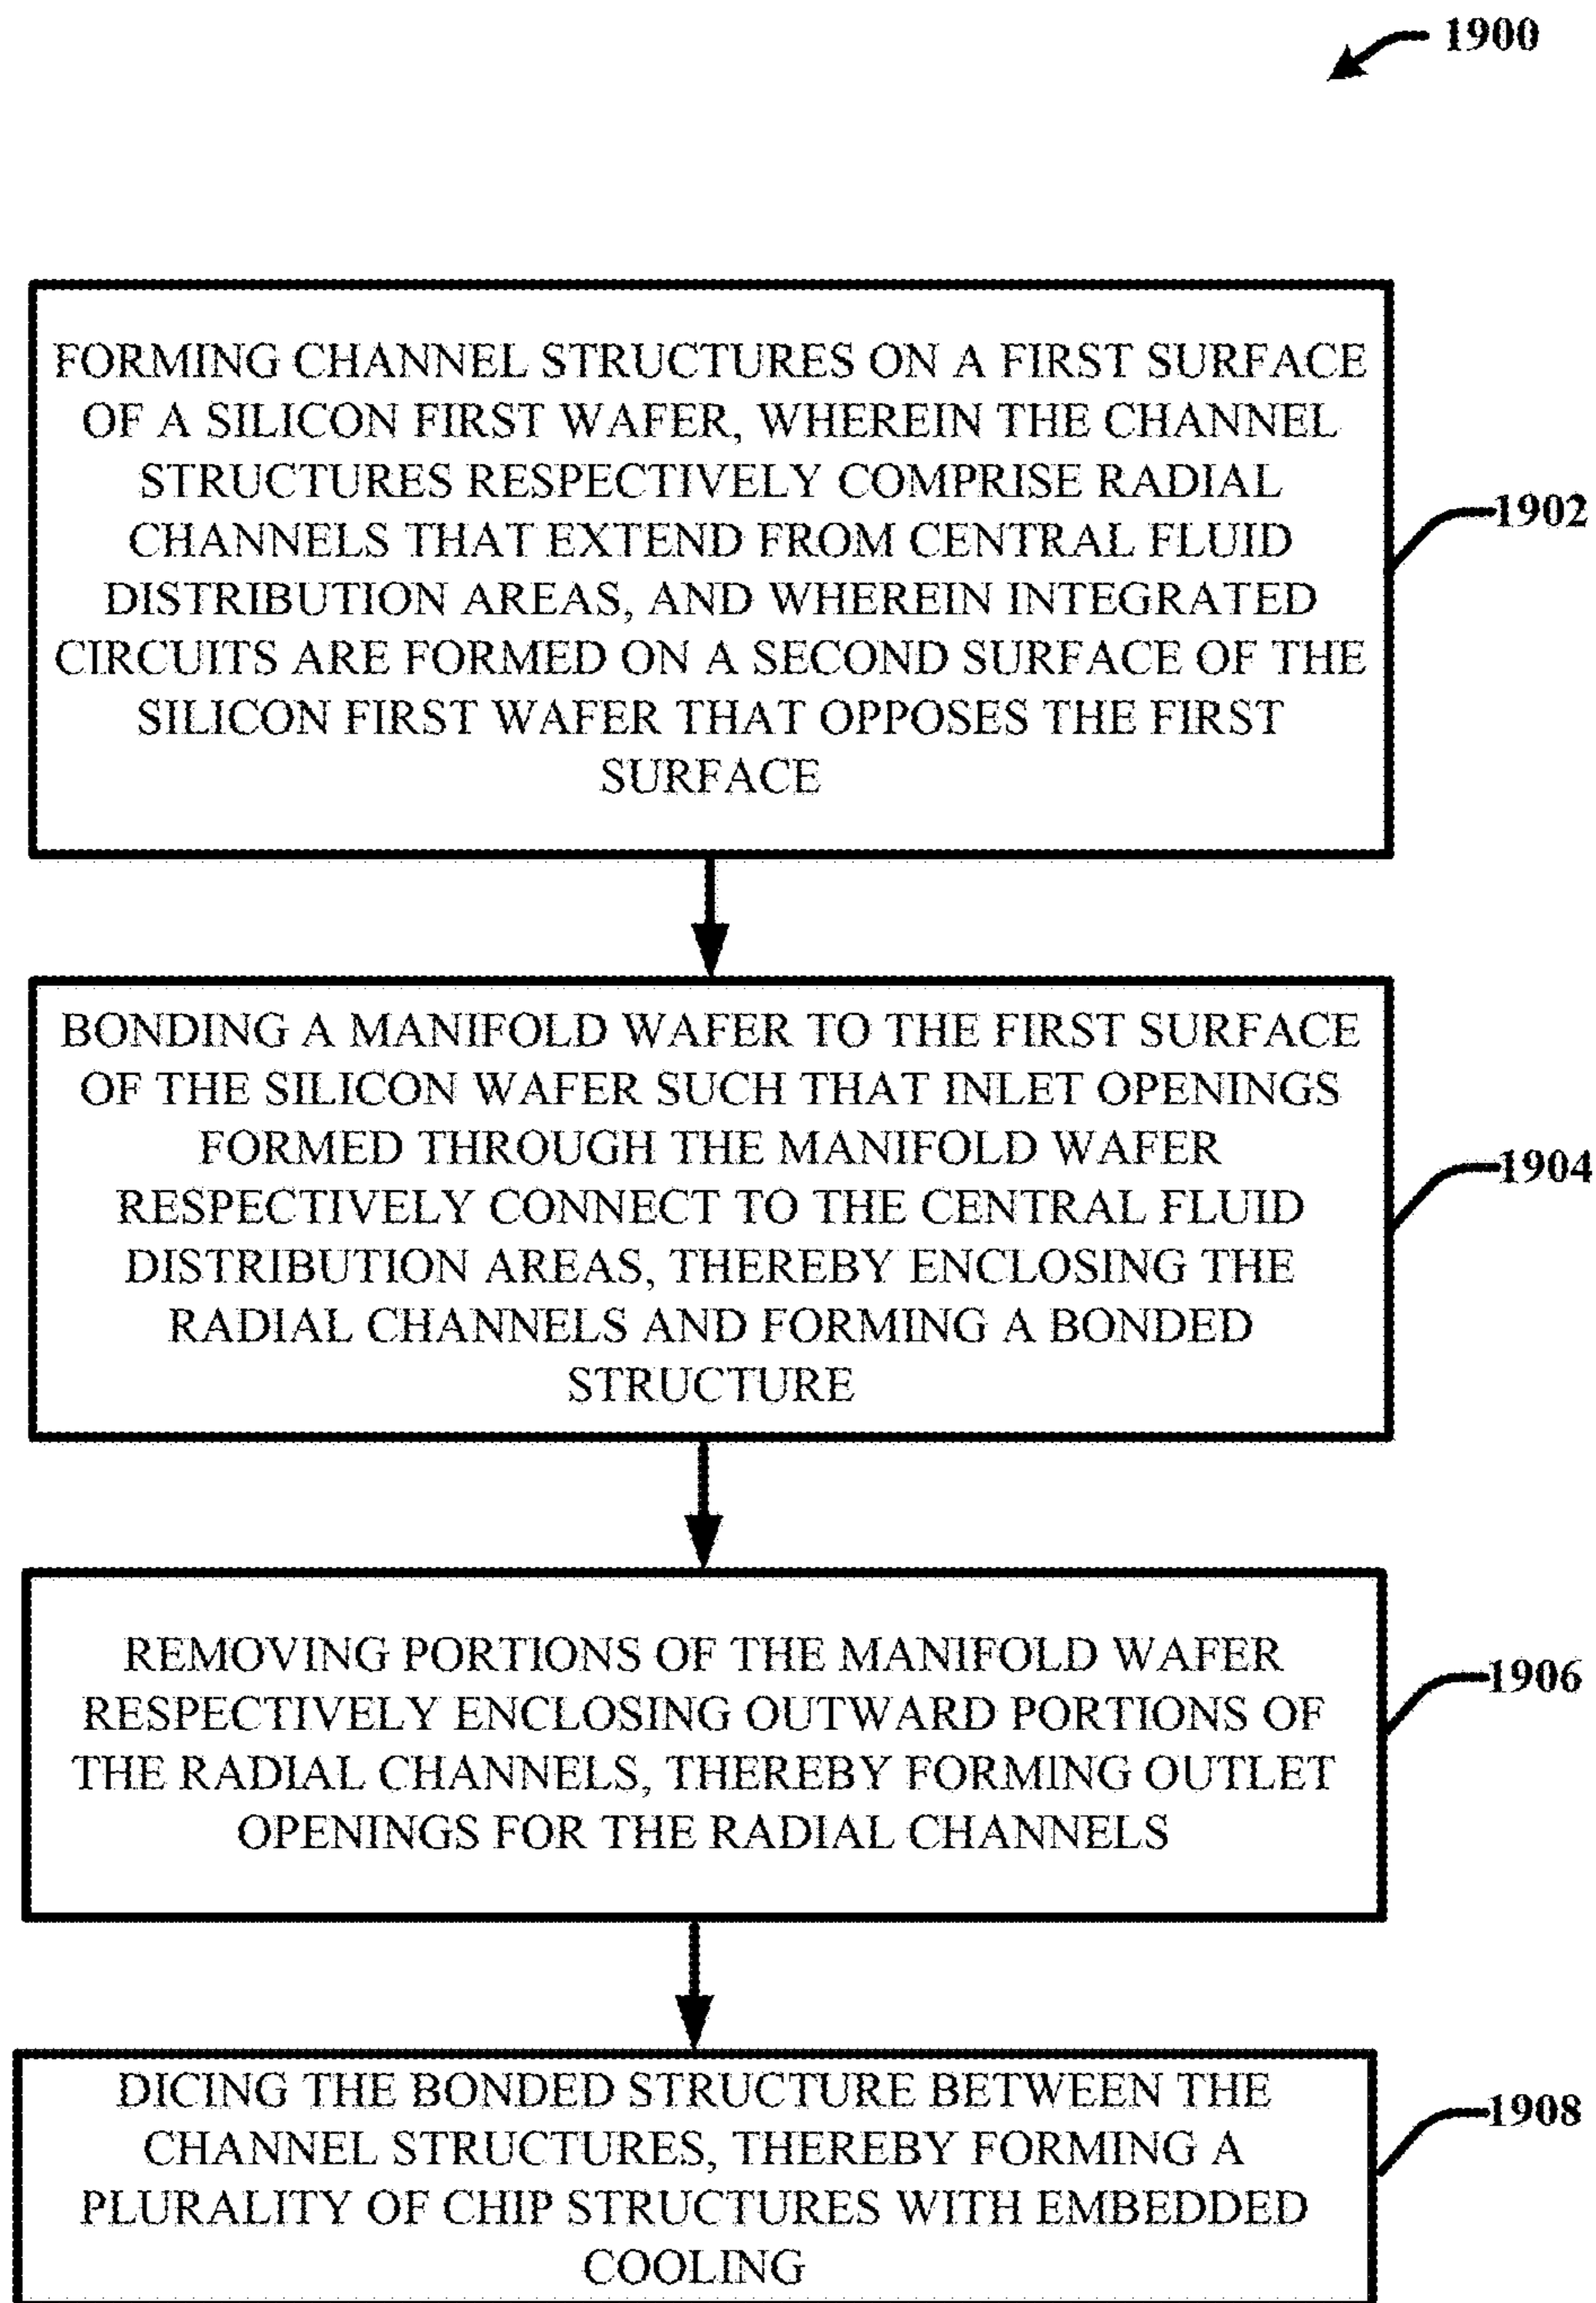 1900
FORMING CHANNEL STRUCTURES ON A FIRST SURFACE
OF A SILICON FIRST WAFER, WHEREIN THE CHANNEL
STRUCTURES RESPECTIVELY COMPRISE RADIAL
CHANNELS THAT EXTEND FROM CENTRAL FLUID
DISTRIBUTION AREAS, AND WHEREIN INTEGRATED
CIRCUITS ARE FORMED ON A SECOND SURFACE OF THE
SILICON FIRST WAFER THAT OPPOSES THE FIRST
SURFACE
1902
BONDING A MANIFOLD WAFER TO THE FIRST SURFACE
OF THE SILICON WAFER SUCH THAT INLET OPENINGS
FORMED THROUGH THE MANIFOLD WAFER
RESPECTIVELY CONNECT TO THE CENTRAL FLUID
DISTRIBUTION AREAS, THEREBY ENCLOSING THE
RADIAL CHANNELS AND FORMING A BONDED
STRUCTURE
1904
REMOVING PORTIONS OF THE MANIFOLD WAFER
RESPECTIVELY ENCLOSING OUTWARD PORTIONS OF
THE RADIAL CHANNELS, THEREBY FORMING OUTLET
OPENINGS FOR THE RADIAL CHANNELS
1906
DICING THE BONDED STRUCTURE BETWEEN THE
CHANNEL STRUCTURES, THEREBY FORMING A
PLURALITY OF CHIP STRUCTURES WITH EMBEDDED
COOLING
1908